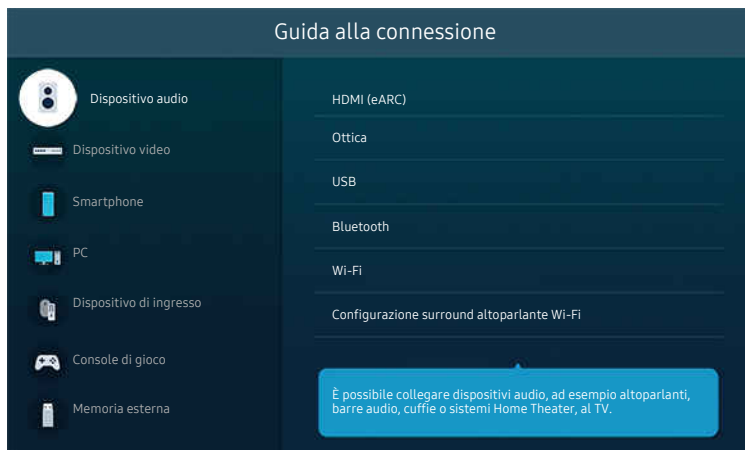 Guida alla connessione
Dispositivo audio
Dispositivo video
Smartphone
PC
Dispositivo di ingresso
Console di gioco
Memoria esterna
HDMI (eARC)
Ottica
USB
Bluetooth
Wi-Fi
Configurazione surround altoparlante Wi-Fi
È possibile collegare dispositivi audio, ad esempio altoparlanti,
barre audio, cuffie o sistemi Home Theater, al TV.